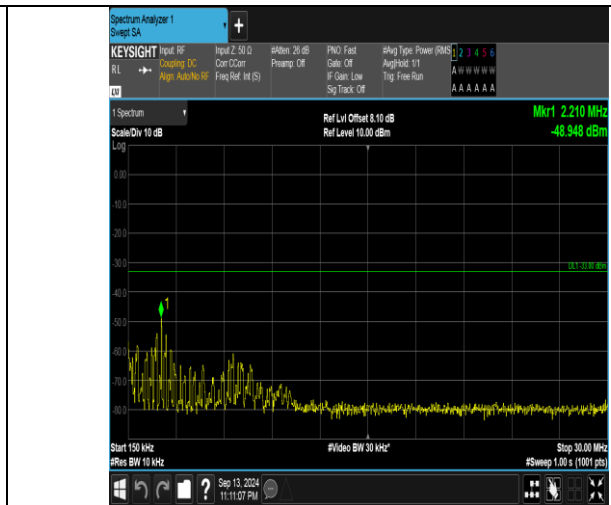 Spectrum Analyzer 1
Swept SA
+
KEYSIGHT
RL
Input: RF
Coupling: DC
Align: Auto/No RF
Input Z: 50 Ω
Corr CCorr
Freq Ref: Int (S)
#Atten: 26 dB
Preamp: Off
PNO: Fast
Gate: Off
IF Gain: Low
Sig Track: Off
#Avg Type: Power (RMS
Avg|Hold: 1/1
Trig: Free Run
1 2 3 4 5 6
A W W W W W
A A A A A A
LXI
1 Spectrum
Scale/Div 10 dB
Ref Lvl Offset 8.10 dB
Ref Level 10.00 dBm
Mkr1 2.210 MHz
-48.948 dBm
Log
0.00
-10.0
-20.0
-30.0
DL1 -33.00 dBm
1
-50.0
-60.0
-70.0
-80.0
Start 150 kHz
#Res BW 10 kHz
#Video BW 30 kHz*
Stop 30.00 MHz
#Sweep 1.00 s (1001 pts)
?
Sep 13, 2024
11:11:07 PM